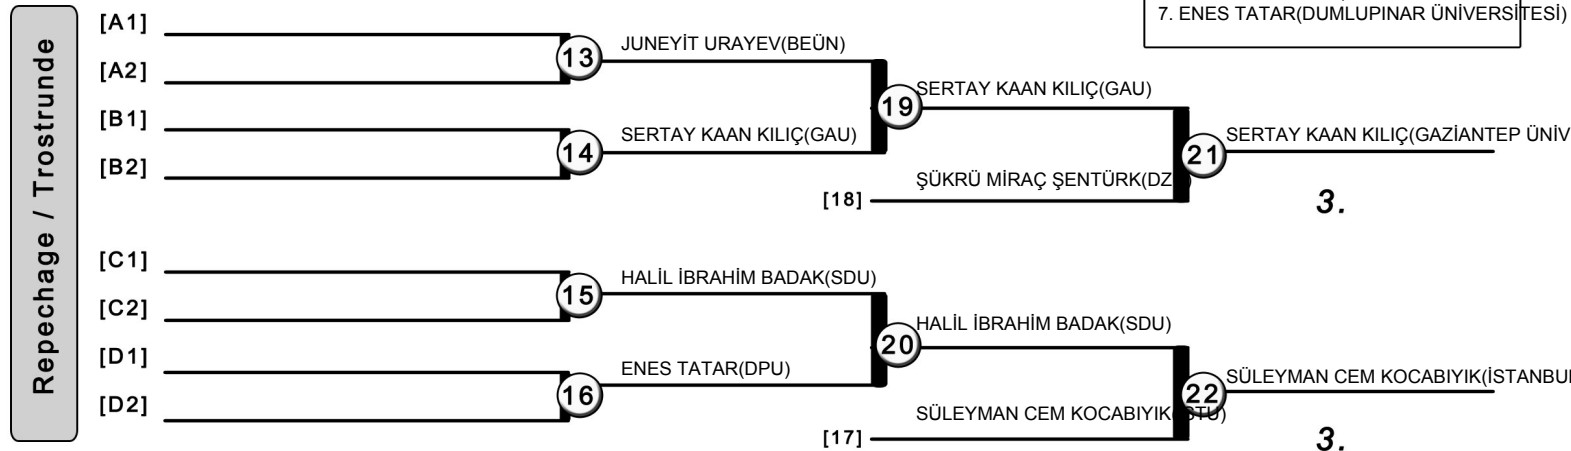 7. ENES TATAR(DUMLUPINAR ÜNİVERSİTESİ)
Repechage / Trostrunde
[A1]
13
JUNEYİT URAYEV(BEÜN)
[A2]
19
SERTAY KAAN KILIÇ(GAU)
[B1]
14
SERTAY KAAN KILIÇ(GAU)
21
SERTAY KAAN KILIÇ(GAZİANTEP ÜNİV
[B2]
ŞÜKRÜ MİRAÇ ŞENTÜRK(DZ
[18]
3.
[C1]
15
HALİL İBRAHİM BADAK(SDU)
[C2]
20
HALİL İBRAHİM BADAK(SDU)
[D1]
16
ENES TATAR(DPU)
22
SÜLEYMAN CEM KOCABIYIK(İSTANBU
[D2]
SÜLEYMAN CEM KOCABIYIK
[17]
3.